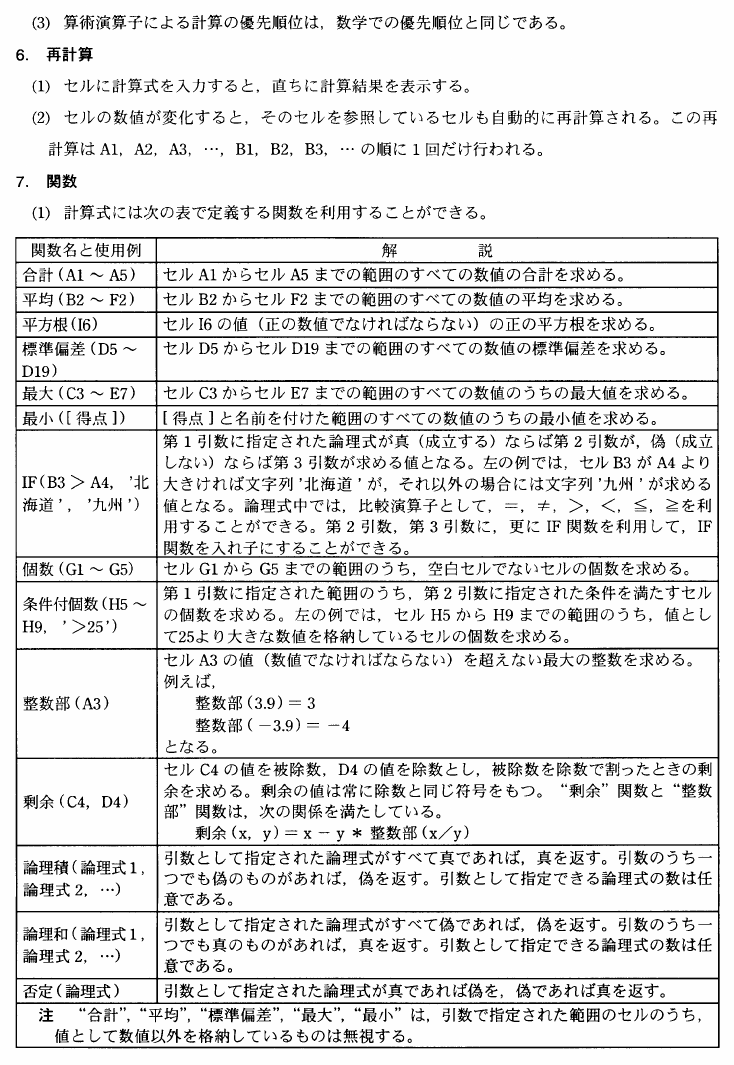 (3) 算術演算子による計算の優先順位は，数学での優先順位と同じである。
6. 再計算
(1) セルに計算式を入力すると，直ちに計算結果を表示する。
(2) セルの数値が変化すると，そのセルを参照しているセルも自動的に再計算される。この再
計算は A1，A2，A3，…，B1，B2，B3，… の順に 1 回だけ行われる。
7. 関数
(1) 計算式には次の表で定義する関数を利用することができる。
関数名と使用例
解説
合計(A1 ～ A5)
セル A1 からセル A5 までの範囲のすべての数値の合計を求める。
平均(B2 ～ F2)
セル B2 からセル F2 までの範囲のすべての数値の平均を求める。
平方根(I6)
セル I6 の値（正の数値でなければならない）の正の平方根を求める。
標準偏差(D5 ～
D19)
セル D5 からセル D19 までの範囲のすべての数値の標準偏差を求める。
最大(C3 ～ E7)
セル C3 からセル E7 までの範囲のすべての数値のうちの最大値を求める。
最小([得点])
[得点]と名前を付けた範囲のすべての数値のうちの最小値を求める。
IF(B3 > A4，'北
海道'，'九州')
第 1 引数に指定された論理式が真（成立する）ならば第 2 引数が，偽（成立
しない）ならば第 3 引数が求める値となる。左の例では，セル B3 が A4 より
大きければ文字列 '北海道' が，それ以外の場合には文字列 '九州' が求める
値となる。論理式中では，比較演算子として，＝，≠，＞，＜，≦，≧を利
用することができる。第 2 引数，第 3 引数に，更に IF 関数を利用して，IF
関数を入れ子にすることができる。
個数(G1 ～ G5)
セル G1 から G5 までの範囲のうち，空白セルでないセルの個数を求める。
条件付個数(H5 ～
H9，'＞25')
第 1 引数に指定された範囲のうち，第 2 引数に指定された条件を満たすセル
の個数を求める。左の例では，セル H5 から H9 までの範囲のうち，値とし
て25より大きな数値を格納しているセルの個数を求める。
整数部(A3)
セル A3 の値（数値でなければならない）を超えない最大の整数を求める。
例えば，
整数部(3.9)＝ 3
整数部(－3.9)＝ －4
となる。
剰余(C4，D4)
セル C4 の値を被除数，D4 の値を除数とし，被除数を除数で割ったときの剰
余を求める。剰余の値は常に除数と同じ符号をもつ。“剰余”関数と“整数
部”関数は，次の関係を満たしている。
剰余(x，y)＝ x － y * 整数部(x／y)
論理積(論理式1，
論理式2，…)
引数として指定された論理式がすべて真であれば，真を返す。引数のうち一
つでも偽のものがあれば，偽を返す。引数として指定できる論理式の数は任
意である。
論理和(論理式1，
論理式2，…)
引数として指定された論理式がすべて偽であれば，偽を返す。引数のうち一
つでも真のものがあれば，真を返す。引数として指定できる論理式の数は任
意である。
否定(論理式)
引数として指定された論理式が真であれば偽を，偽であれば真を返す。
注 “合計”，“平均”，“標準偏差”，“最大”，“最小”は，引数で指定された範囲のセルのうち，
値として数値以外を格納しているものは無視する。